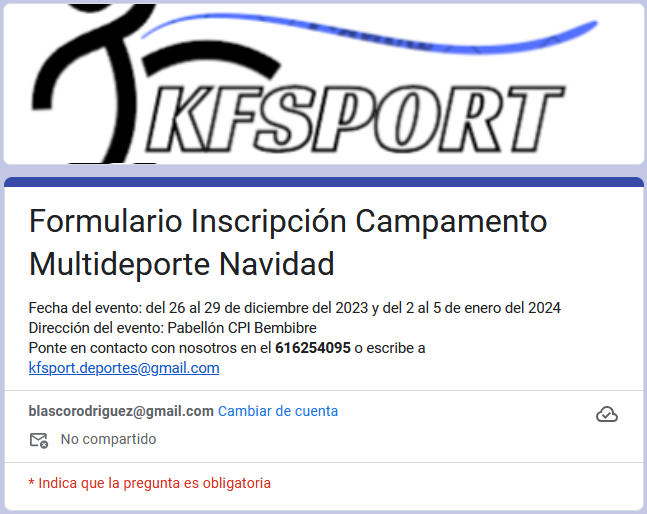 KFSPORT
Formulario Inscripción Campamento
Multideporte Navidad
Fecha del evento: del 26 al 29 de diciembre del 2023 y del 2 al 5 de enero del 2024
Dirección del evento: Pabellón CPI Bembibre
Ponte en contacto con nosotros en el 616254095 o escribe a
kfsport.deportes@gmail.com
blascorodriguez@gmail.com Cambiar de cuenta
No compartido
* Indica que la pregunta es obligatoria